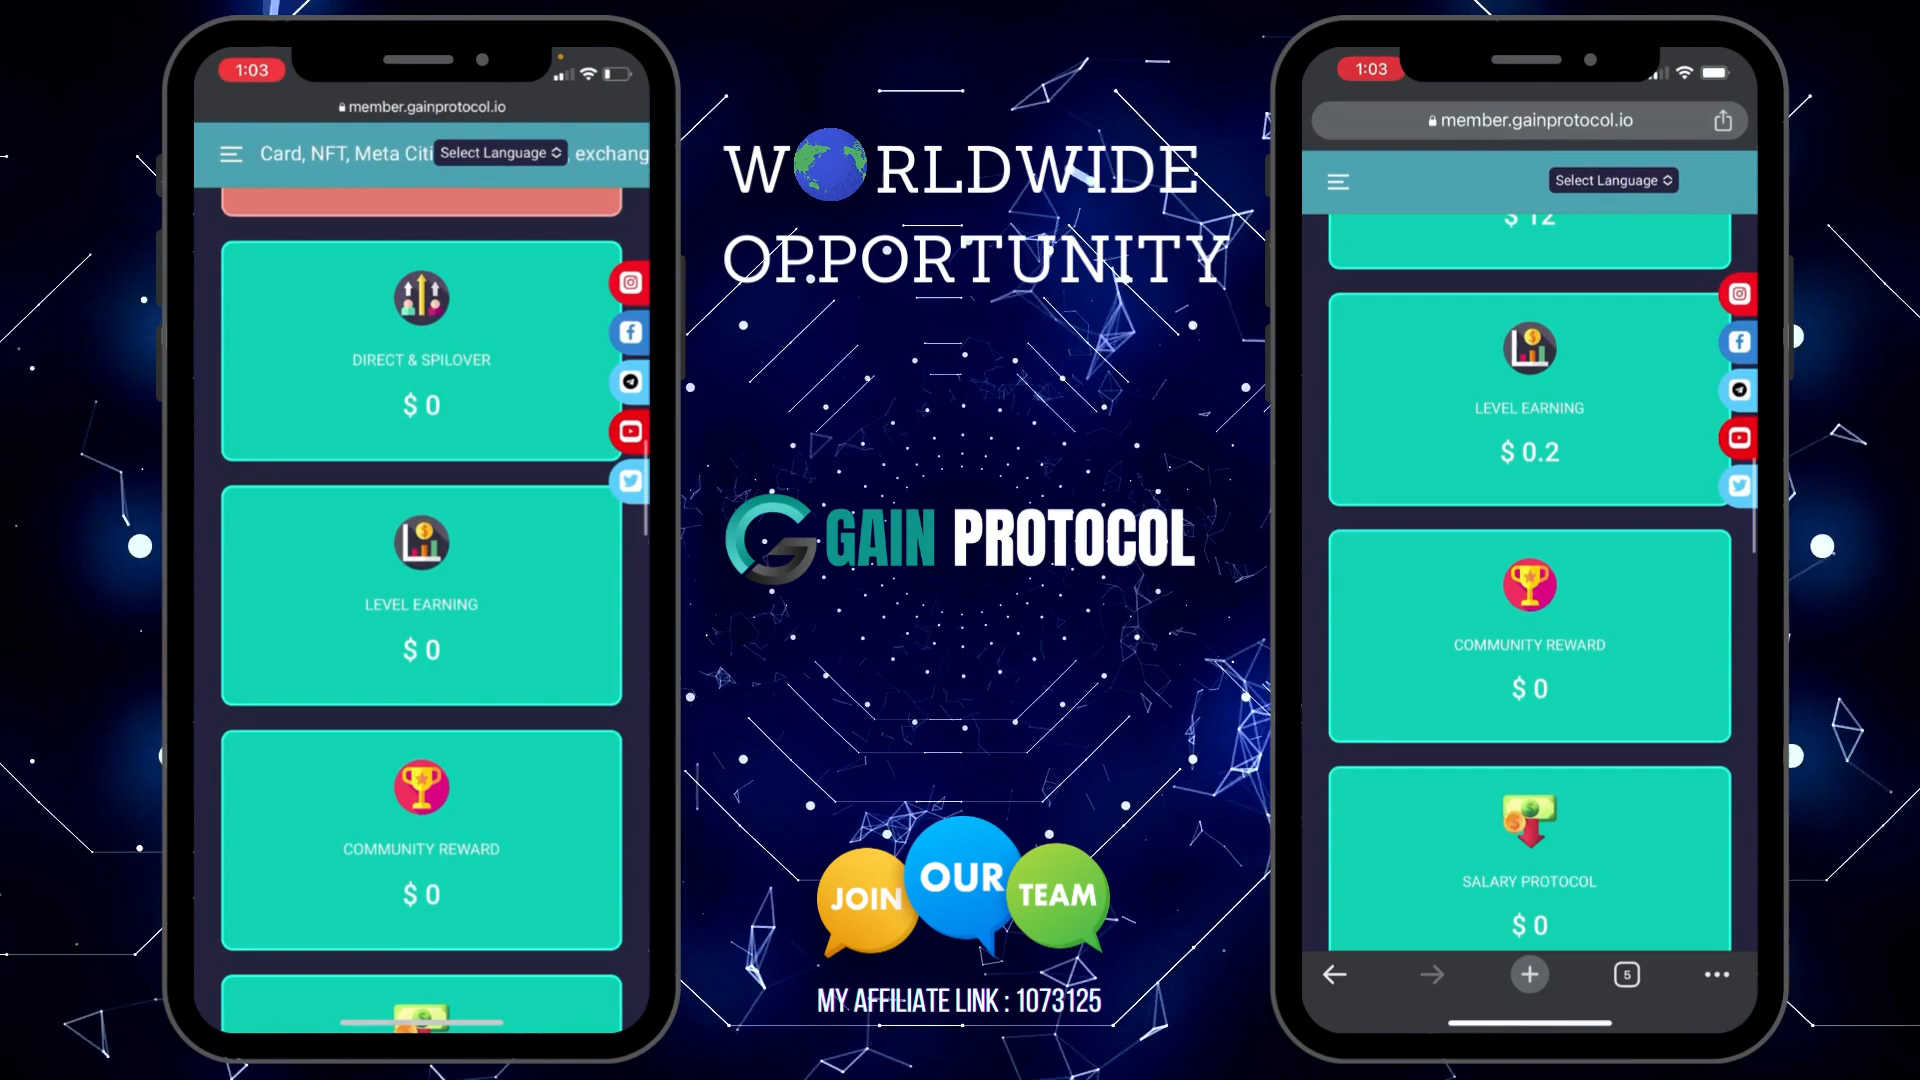 1:03
member.gainprotocol.io
Card, NFT, Meta Citi
Select Language
, exchang
DIRECT & SPILOVER
$ 0
LEVEL EARNING
$ 0
COMMUNITY REWARD
$ 0
WORLDWIDE
OPPORTUNITY
GAIN PROTOCOL
JOIN OUR TEAM
MY AFFILIATE LINK : 1073125
1:03
member.gainprotocol.io
Select Language
$ 12
LEVEL EARNING
$ 0.2
COMMUNITY REWARD
$ 0
SALARY PROTOCOL
$ 0
5